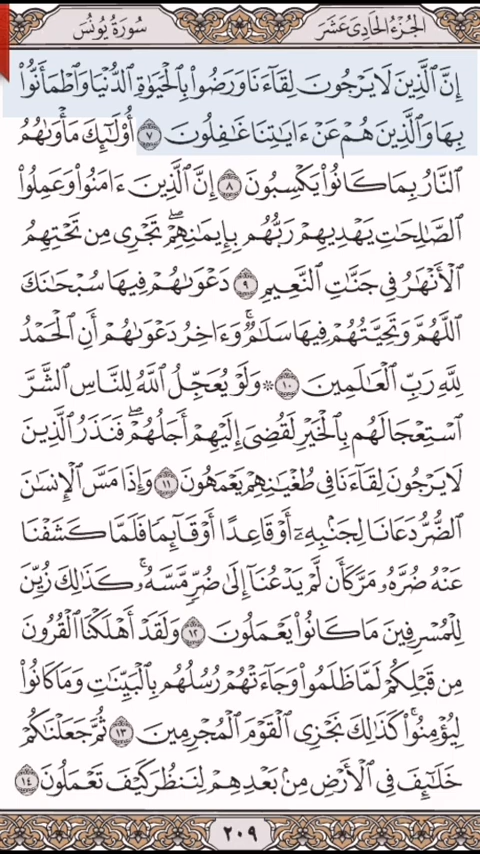 الجزء الحادي عشر سورة يونس
إِنَّ ٱلَّذِينَ لَا يَرْجُونَ لِقَآءَنَا وَرَضُوا۟ بِٱلْحَيَوٰةِ ٱلدُّنْيَا وَٱطْمَأَنُّوا۟
بِهَا وَٱلَّذِينَ هُمْ عَنْ ءَايَٰتِنَا غَٰفِلُونَ ٧ أُو۟لَٰٓئِكَ مَأْوَىٰهُمُ
ٱلنَّارُ بِمَا كَانُوا۟ يَكْسِبُونَ ٨ إِنَّ ٱلَّذِينَ ءَامَنُوا۟ وَعَمِلُوا۟
ٱلصَّٰلِحَٰتِ يَهْدِيهِمْ رَبُّهُم بِإِيمَٰنِهِمْ ۖ تَجْرِى مِن تَحْتِهِمُ
ٱلْأَنْهَٰرُ فِى جَنَّٰتِ ٱلنَّعِيمِ ٩ دَعْوَىٰهُمْ فِيهَا سُبْحَٰنَكَ
ٱللَّهُمَّ وَتَحِيَّتُهُمْ فِيهَا سَلَٰمٌ ۚ وَءَاخِرُ دَعْوَىٰهُمْ أَنِ ٱلْحَمْدُ
لِلَّهِ رَبِّ ٱلْعَٰلَمِينَ ١٠ ۞ وَلَوْ يُعَجِّلُ ٱللَّهُ لِلنَّاسِ ٱلشَّرَّ
ٱسْتِعْجَالَهُم بِٱلْخَيْرِ لَقُضِىَ إِلَيْهِمْ أَجَلُهُمْ ۖ فَنَذَرُ ٱلَّذِينَ
لَا يَرْجُونَ لِقَآءَنَا فِى طُغْيَٰنِهِمْ يَعْمَهُونَ ١١ وَإِذَا مَسَّ ٱلْإِنسَٰنَ
ٱلضُّرُّ دَعَانَا لِجَنۢبِهِۦٓ أَوْ قَاعِدًا أَوْ قَآئِمًا فَلَمَّا كَشَفْنَا
عَنْهُ ضُرَّهُۥ مَرَّ كَأَن لَّمْ يَدْعُنَآ إِلَىٰ ضُرٍّ مَّسَّهُۥ ۚ كَذَٰلِكَ زُيِّنَ
لِلْمُسْرِفِينَ مَا كَانُوا۟ يَعْمَلُونَ ١٢ وَلَقَدْ أَهْلَكْنَا ٱلْقُرُونَ
مِن قَبْلِكُمْ لَمَّا ظَلَمُوا۟ وَجَآءَتْهُمْ رُسُلُهُم بِٱلْبَيِّنَٰتِ وَمَا كَانُوا۟
لِيُؤْمِنُوا۟ ۚ كَذَٰلِكَ نَجْزِى ٱلْقَوْمَ ٱلْمُجْرِمِينَ ١٣ ثُمَّ جَعَلْنَٰكُمْ
خَلَٰٓئِفَ فِى ٱلْأَرْضِ مِنۢ بَعْدِهِمْ لِنَنظُرَ كَيْفَ تَعْمَلُونَ ١٤
٢٠٩